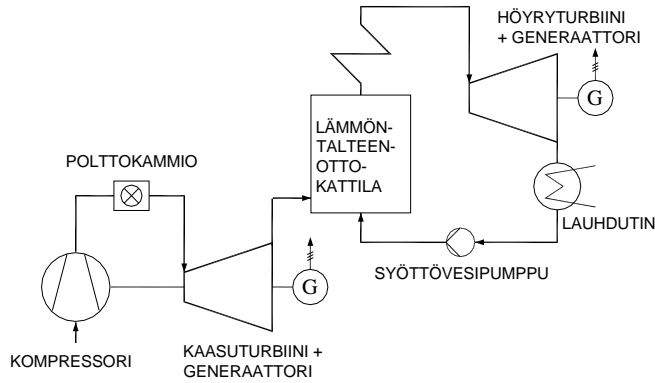 HÖYRYTURBIINI
+ GENERAATTORI
G
LÄMMÖN-
TALTEEN-
OTTO-
KATTILA
POLTTOKAMMIO
LAUHDUTIN
SYÖTTÖVESIPUMPPU
G
KOMPRESSORI
KAASUTURBIINI +
GENERAATTORI